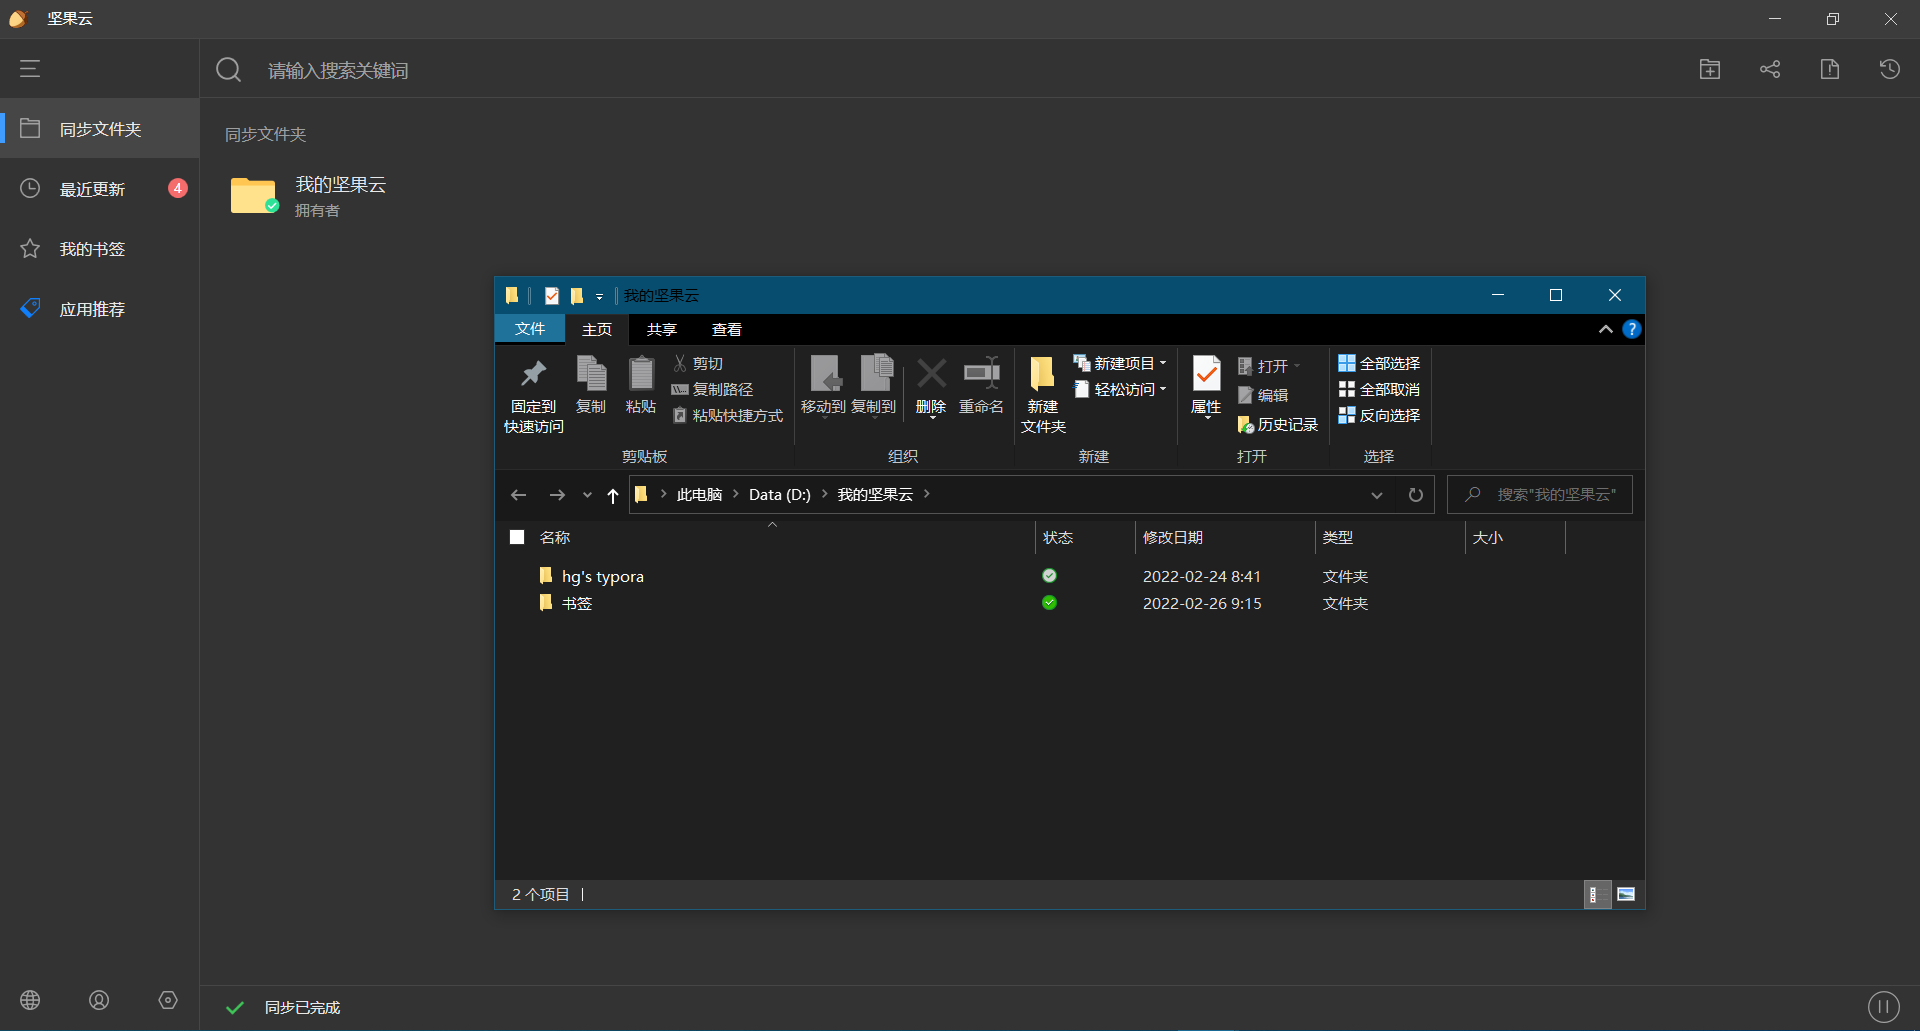 坚果云
请输入搜索关键词
同步文件夹
最近更新
4
我的书签
应用推荐
同步文件夹
我的坚果云
拥有者
我的坚果云
文件
主页
共享
查看
?
固定到
快速访问
复制
粘贴
剪切
复制路径
粘贴快捷方式
剪贴板
移动到
复制到
删除
重命名
组织
新建
文件夹
新建项目
轻松访问
新建
属性
打开
编辑
历史记录
打开
全部选择
全部取消
反向选择
选择
此电脑 > Data (D:) > 我的坚果云 >
搜索"我的坚果云"
名称 状态 修改日期 类型 大小
hg's typora 2022-02-24 8:41 文件夹
书签 2022-02-26 9:15 文件夹
2 个项目
同步已完成